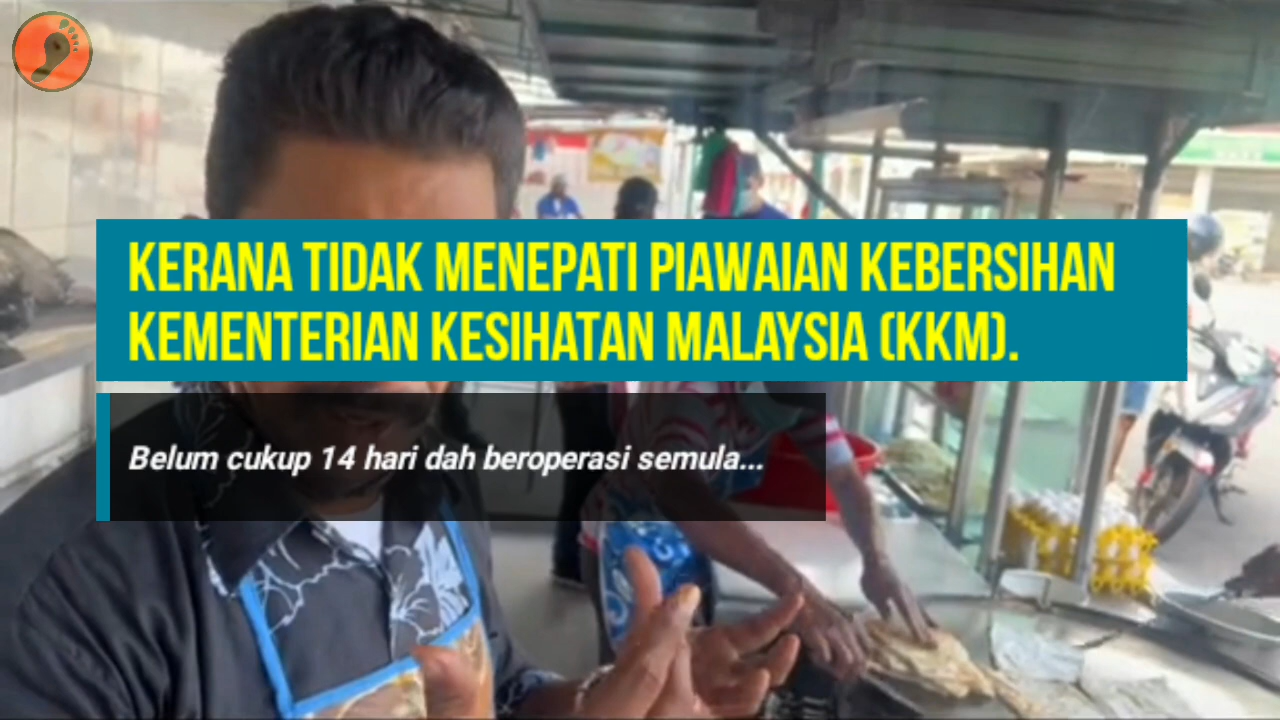 KERANA TIDAK MENEPATI PIAWAIAN KEBERSIHAN
KEMENTERIAN KESIHATAN MALAYSIA (KKM).
Belum cukup 14 hari dah beroperasi semula...